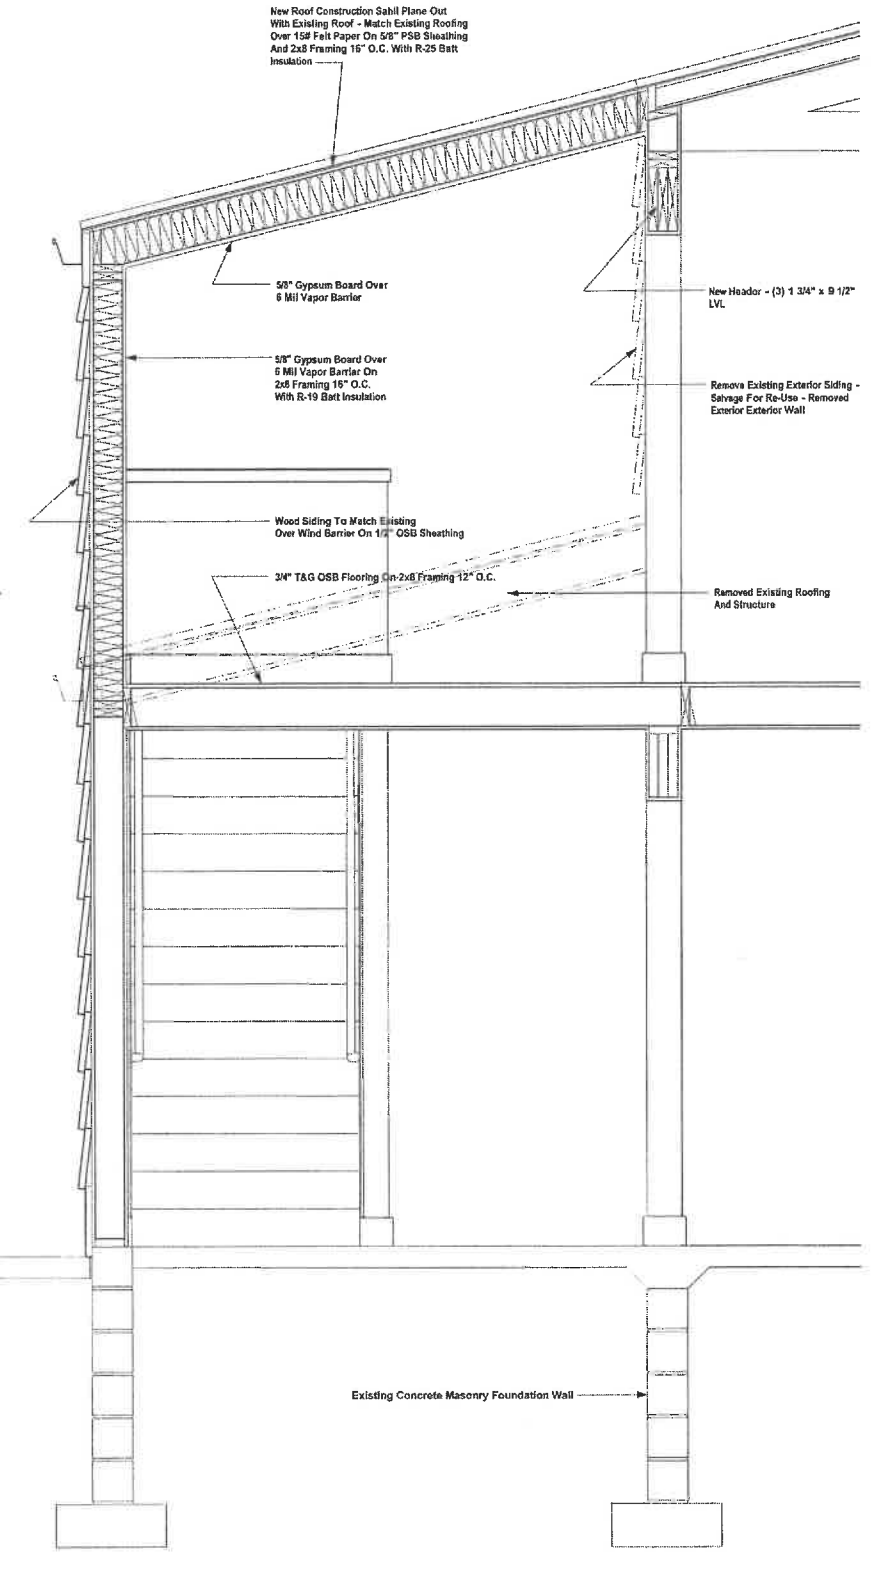 New Roof Construction Sahll Plane Out
With Existing Roof - Match Existing Roofing
Over 15# Felt Paper On 5/8" PSB Sheathing
And 2x8 Framing 16" O.C. With R-25 Batt
Insulation
5/8" Gypsum Board Over
6 Mil Vapor Barrier
New Header - (3) 1 3/4" x 9 1/2"
LVL
5/8" Gypsum Board Over
6 Mil Vapor Barrier On
2x6 Framing 16" O.C.
With R-19 Batt Insulation
Remove Existing Exterior Siding -
Salvage For Re-Use - Removed
Exterior Exterior Wall
Wood Siding To Match Existing
Over Wind Barrier On 1/2" OSB Sheathing
3/4" T&G OSB Flooring On 2x8 Framing 12" O.C.
Removed Existing Roofing
And Structure
Existing Concrete Masonry Foundation Wall